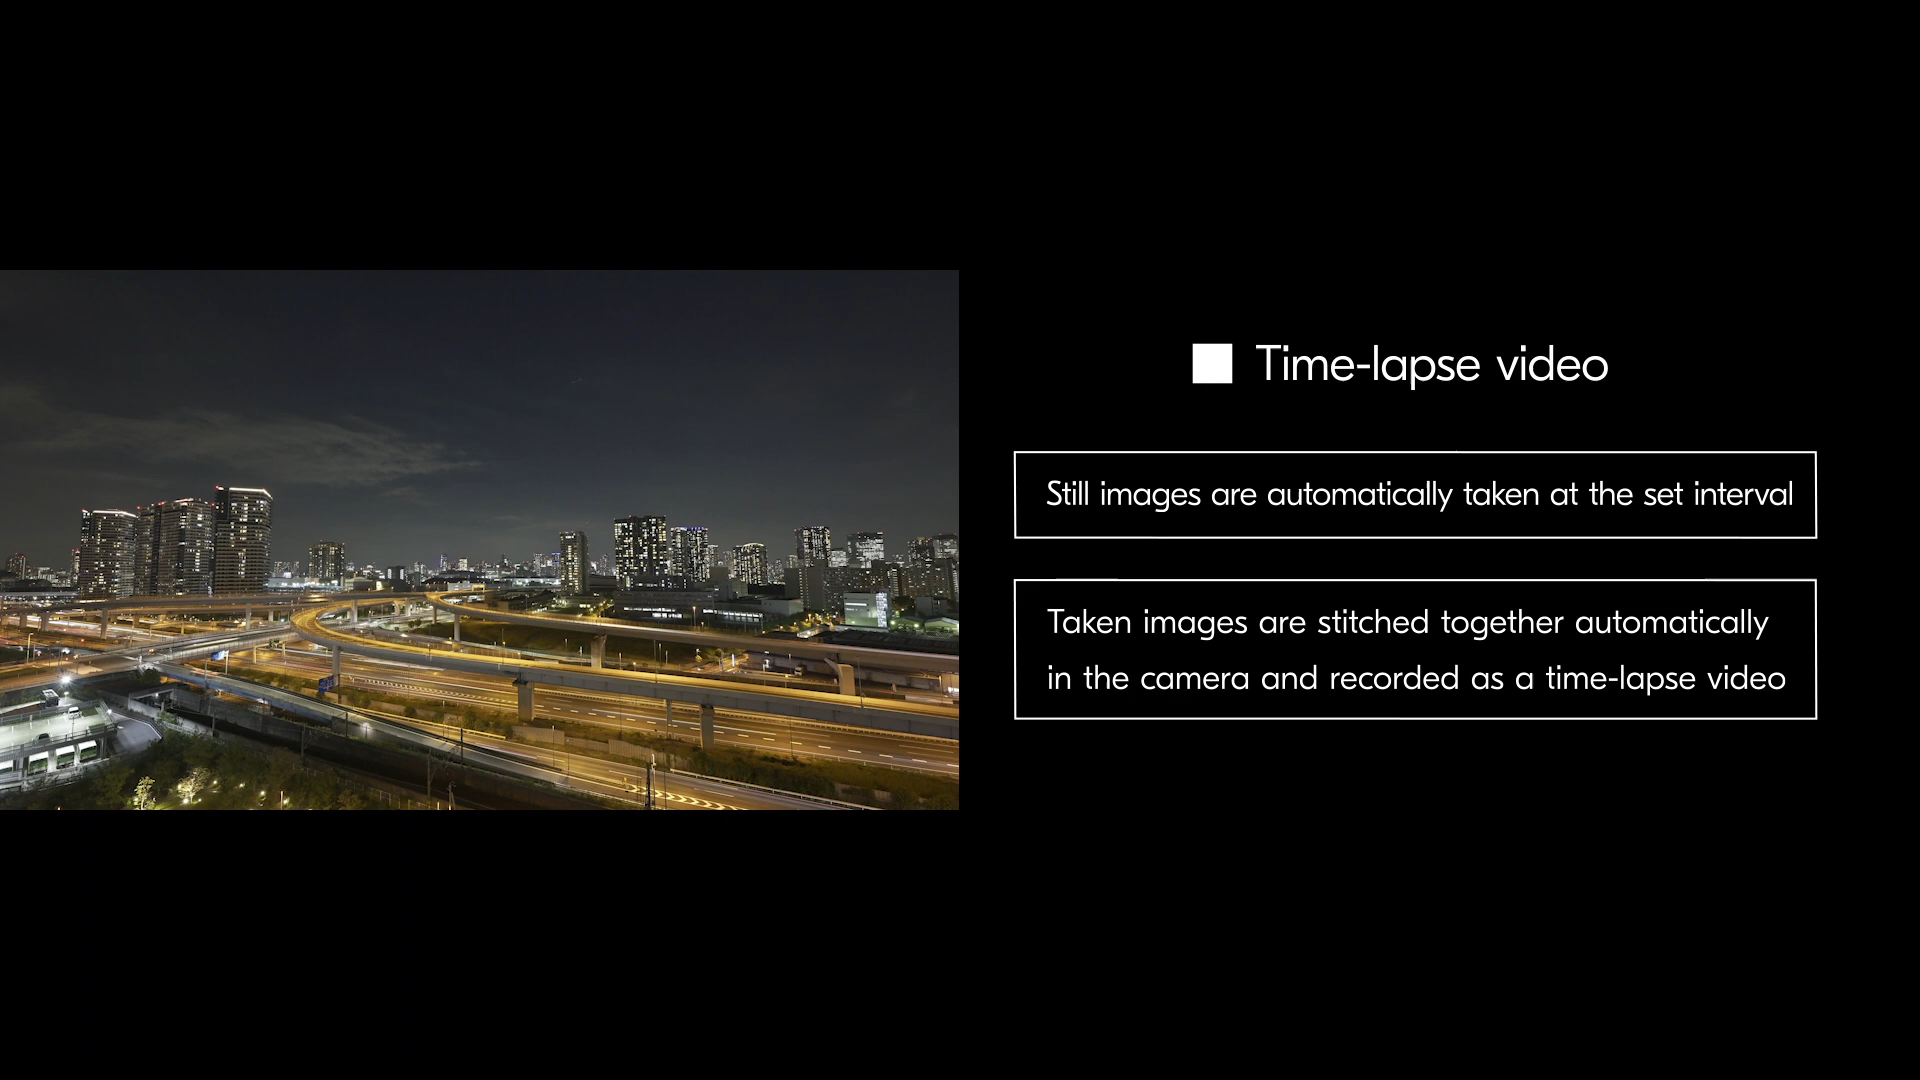 Time-lapse video
Still images are automatically taken at the set interval
Taken images are stitched together automatically
in the camera and recorded as a time-lapse video